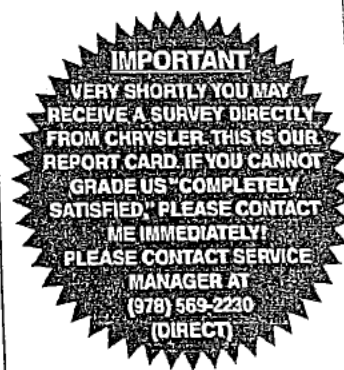 IMPORTANT
VERY SHORTLY YOU MAY
RECEIVE A SURVEY DIRECTLY
FROM CHRYSLER. THIS IS OUR
REPORT CARD. IF YOU CANNOT
GRADE US "COMPLETELY
SATISFIED," PLEASE CONTACT
ME IMMEDIATELY!
PLEASE CONTACT SERVICE
MANAGER AT
(978) 569-2230
(DIRECT)